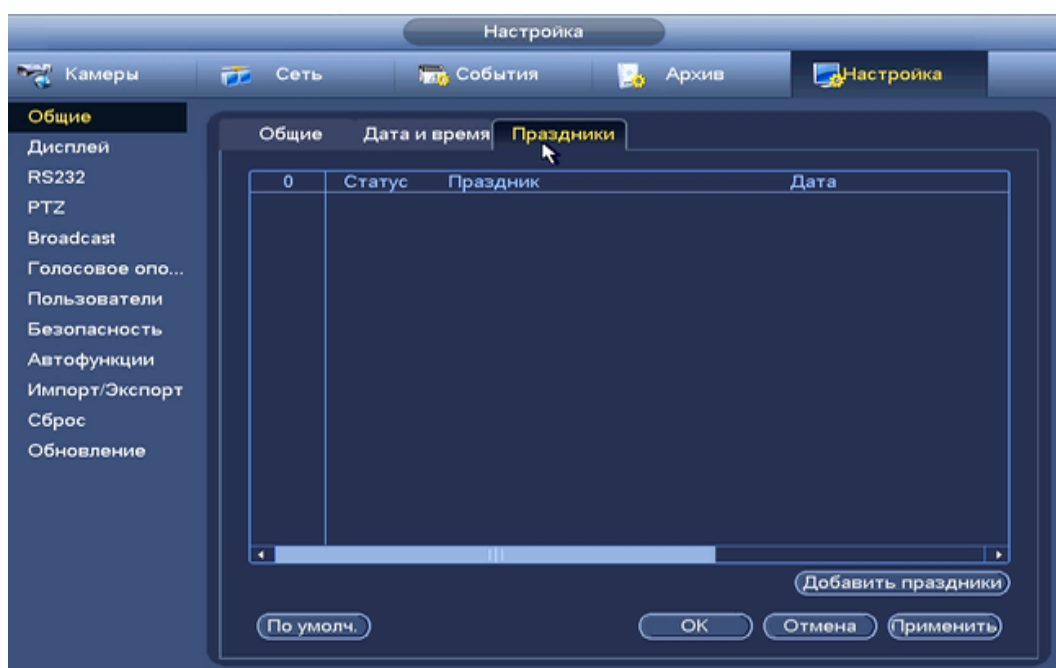 Настройка
Камеры Сеть События Архив Настройка
Общие
Дисплей
RS232
PTZ
Broadcast
Голосовое опо...
Пользователи
Безопасность
Автофункции
Импорт/Экспорт
Сброс
Обновление
Общие Дата и время Праздники
0 Статус Праздник Дата
Добавить праздники
По умолч. OK Отмена Применить